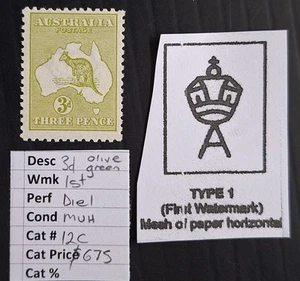 AUSTRALIA
POSTAGE
3D
THREE PENCE
Desc 3d olive green
Wmk 1st
Perf Die 1
Cond MUH
Cat # 12C
Cat Price $675
Cat %
TYPE 1
(First Watermark)
Mesh of paper horizontal